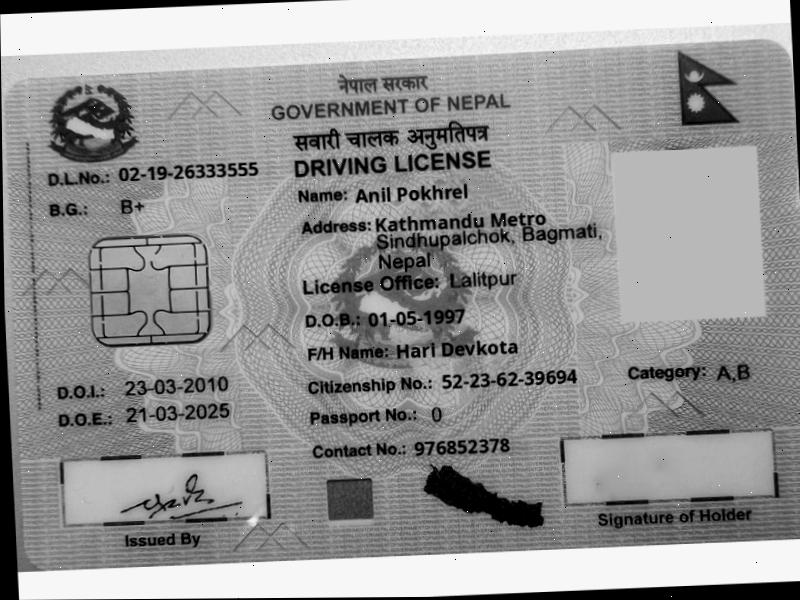 नेपाल सरकार
GOVERNMENT OF NEPAL
सवारी चालक अनुमतिपत्र
DRIVING LICENSE
D.L.No.: 02-19-26333555
B.G.: B+
Name: Anil Pokhrel
Address: Kathmandu Metro
Sindhupalchok, Bagmati,
Nepal
License Office: Lalitpur
D.O.B.: 01-05-1997
F/H Name: Hari Devkota
D.O.I.: 23-03-2010
Citizenship No.: 52-23-62-39694
Category: A,B
D.O.E.: 21-03-2025
Passport No.: 0
Contact No.: 976852378
Issued By
Signature of Holder